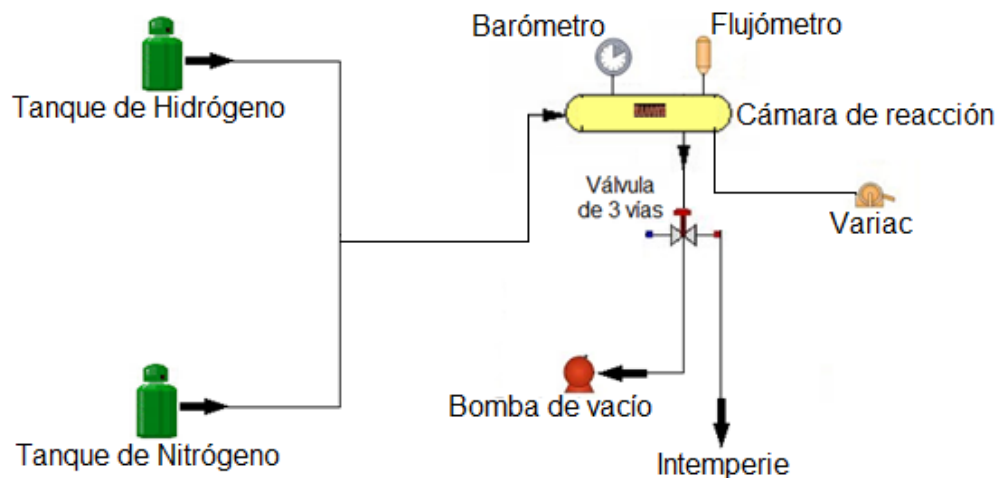 Barómetro
Flujómetro
Tanque de Hidrógeno
Cámara de reacción
Válvula
de 3 vías
Variac
Bomba de vacío
Tanque de Nitrógeno
Intemperie